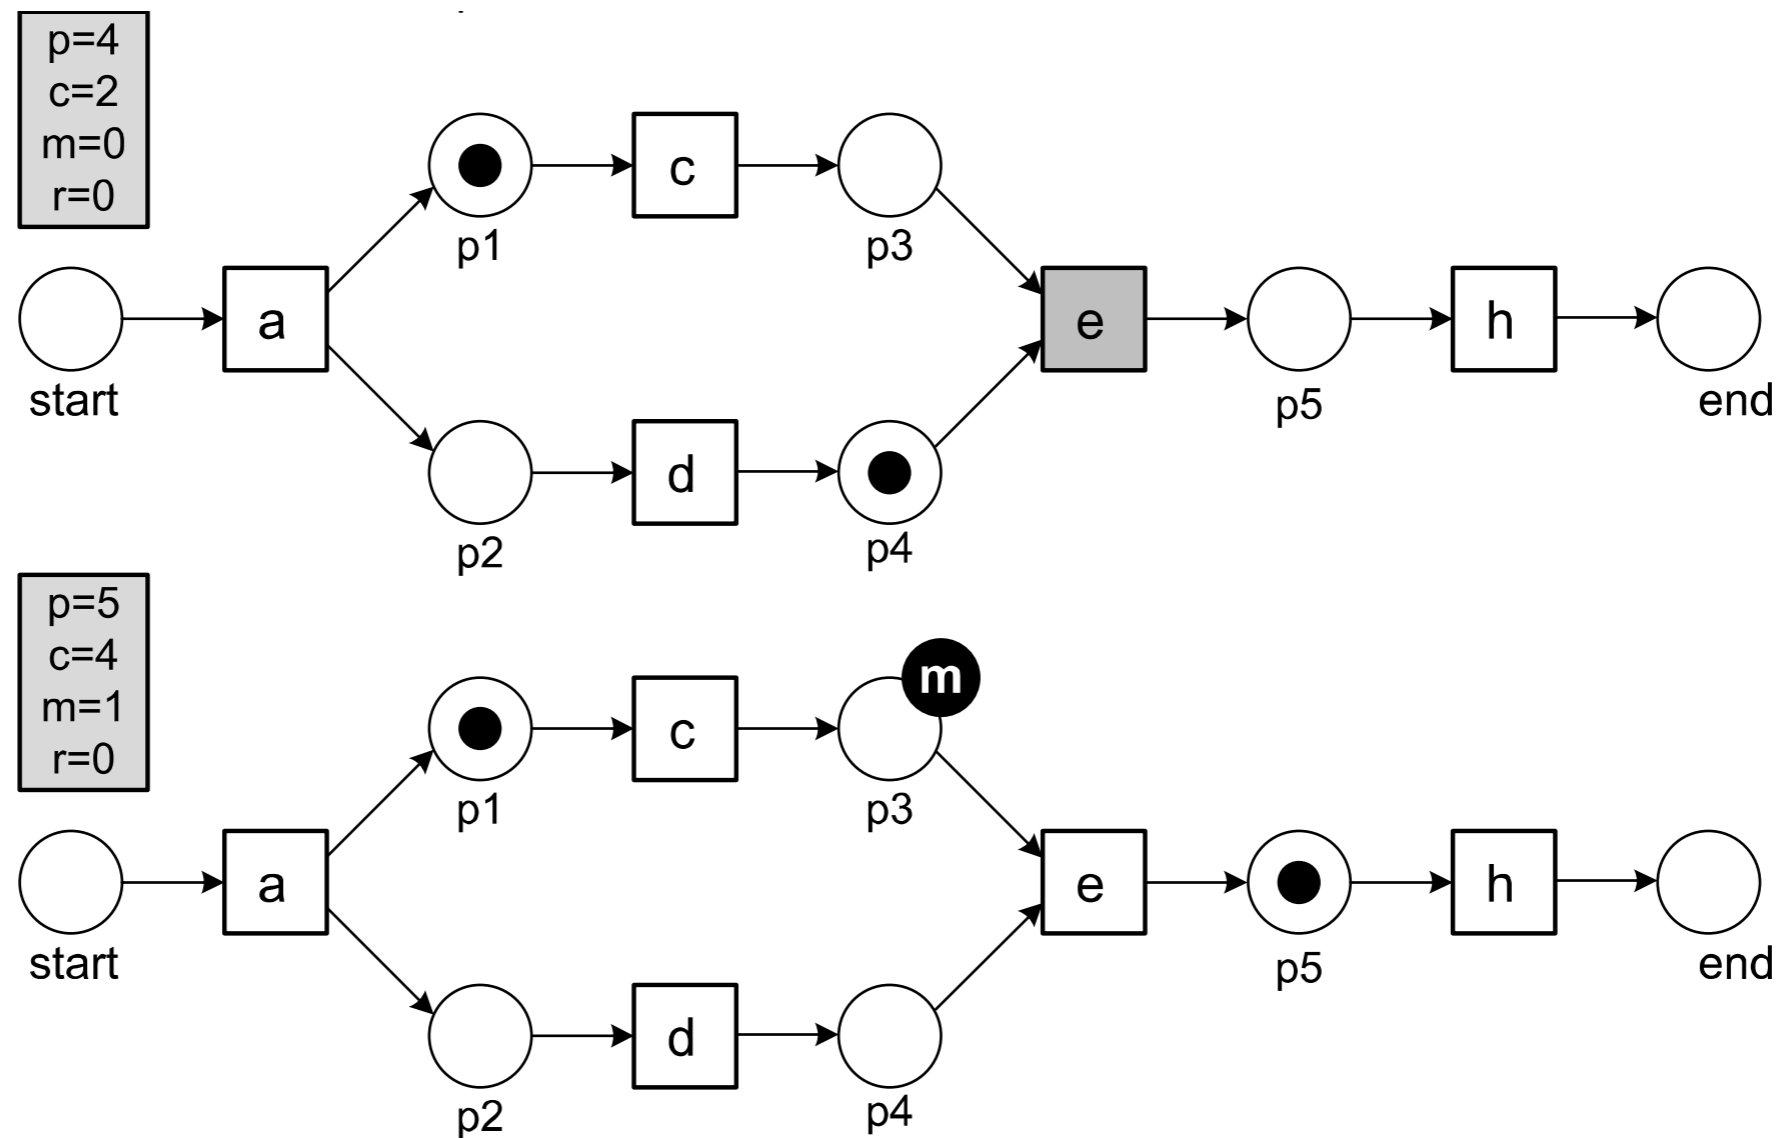 p=4
c=2
m=0
r=0
c
p1
p3
a
e
h
start
p5
end
d
p2
p4
p=5
c=4
m=1
r=0
m
c
p1
p3
a
e
h
start
p5
end
d
p2
p4